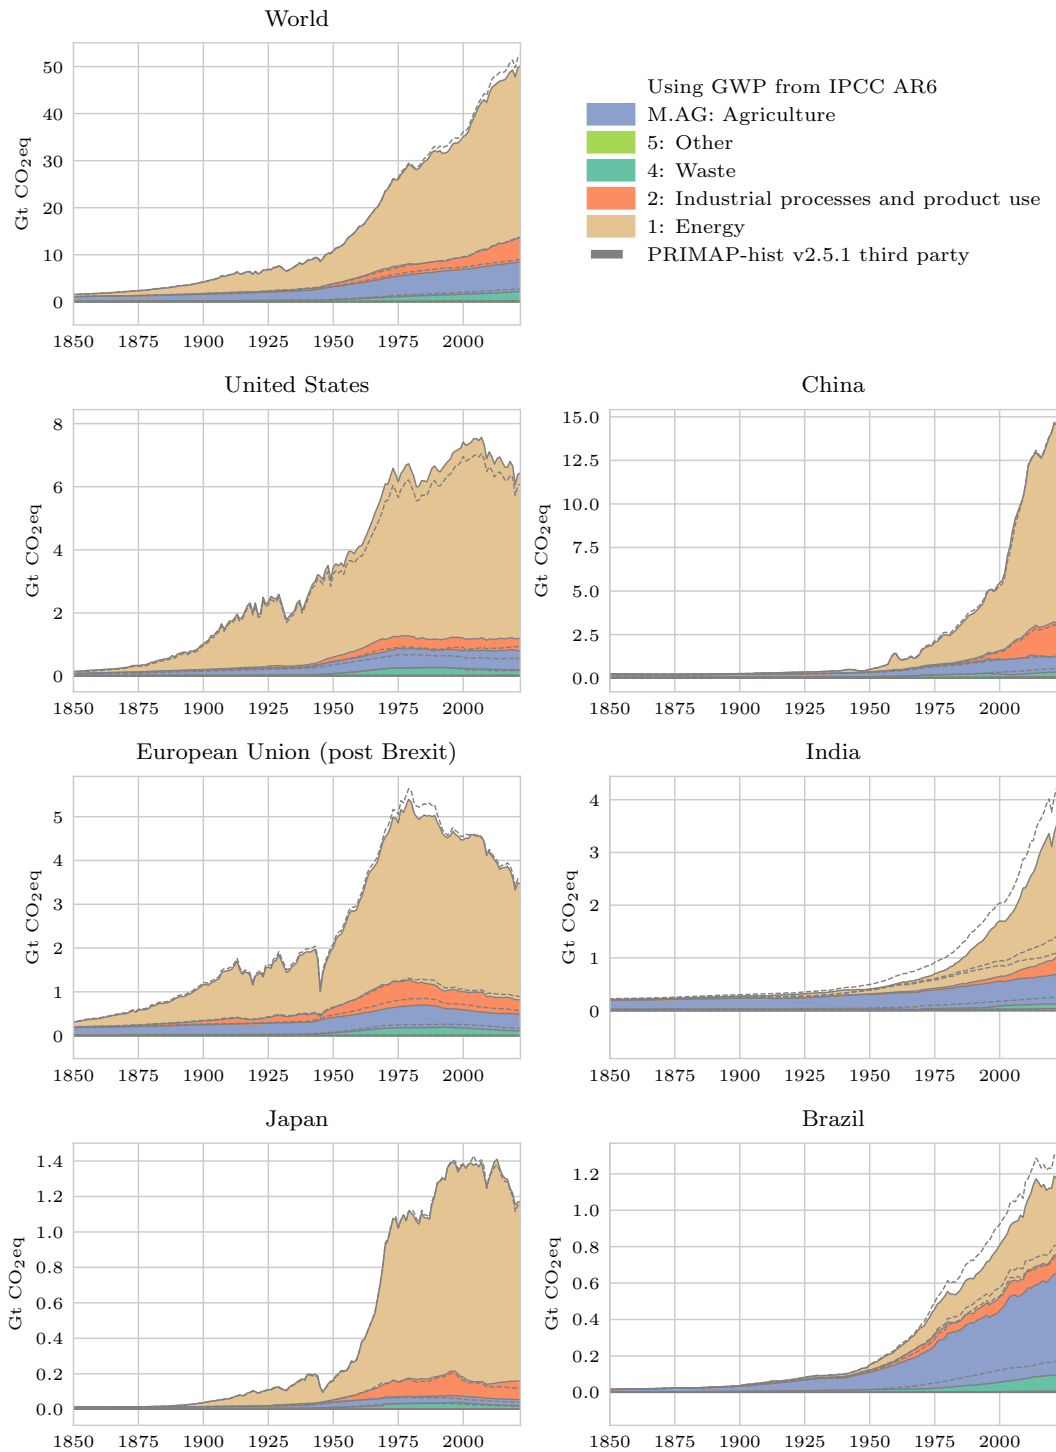 World
Gt CO2eq
50
40
30
20
10
0
1850 1875 1900 1925 1950 1975 2000
Using GWP from IPCC AR6
M.AG: Agriculture
5: Other
4: Waste
2: Industrial processes and product use
1: Energy
PRIMAP-hist v2.5.1 third party
United States
Gt CO2eq
8
6
4
2
0
1850 1875 1900 1925 1950 1975 2000
China
Gt CO2eq
15.0
12.5
10.0
7.5
5.0
2.5
0.0
1850 1875 1900 1925 1950 1975 2000
European Union (post Brexit)
Gt CO2eq
5
4
3
2
1
0
1850 1875 1900 1925 1950 1975 2000
India
Gt CO2eq
4
3
2
1
0
1850 1875 1900 1925 1950 1975 2000
Japan
Gt CO2eq
1.4
1.2
1.0
0.8
0.6
0.4
0.2
0.0
1850 1875 1900 1925 1950 1975 2000
Brazil
Gt CO2eq
1.2
1.0
0.8
0.6
0.4
0.2
0.0
1850 1875 1900 1925 1950 1975 2000